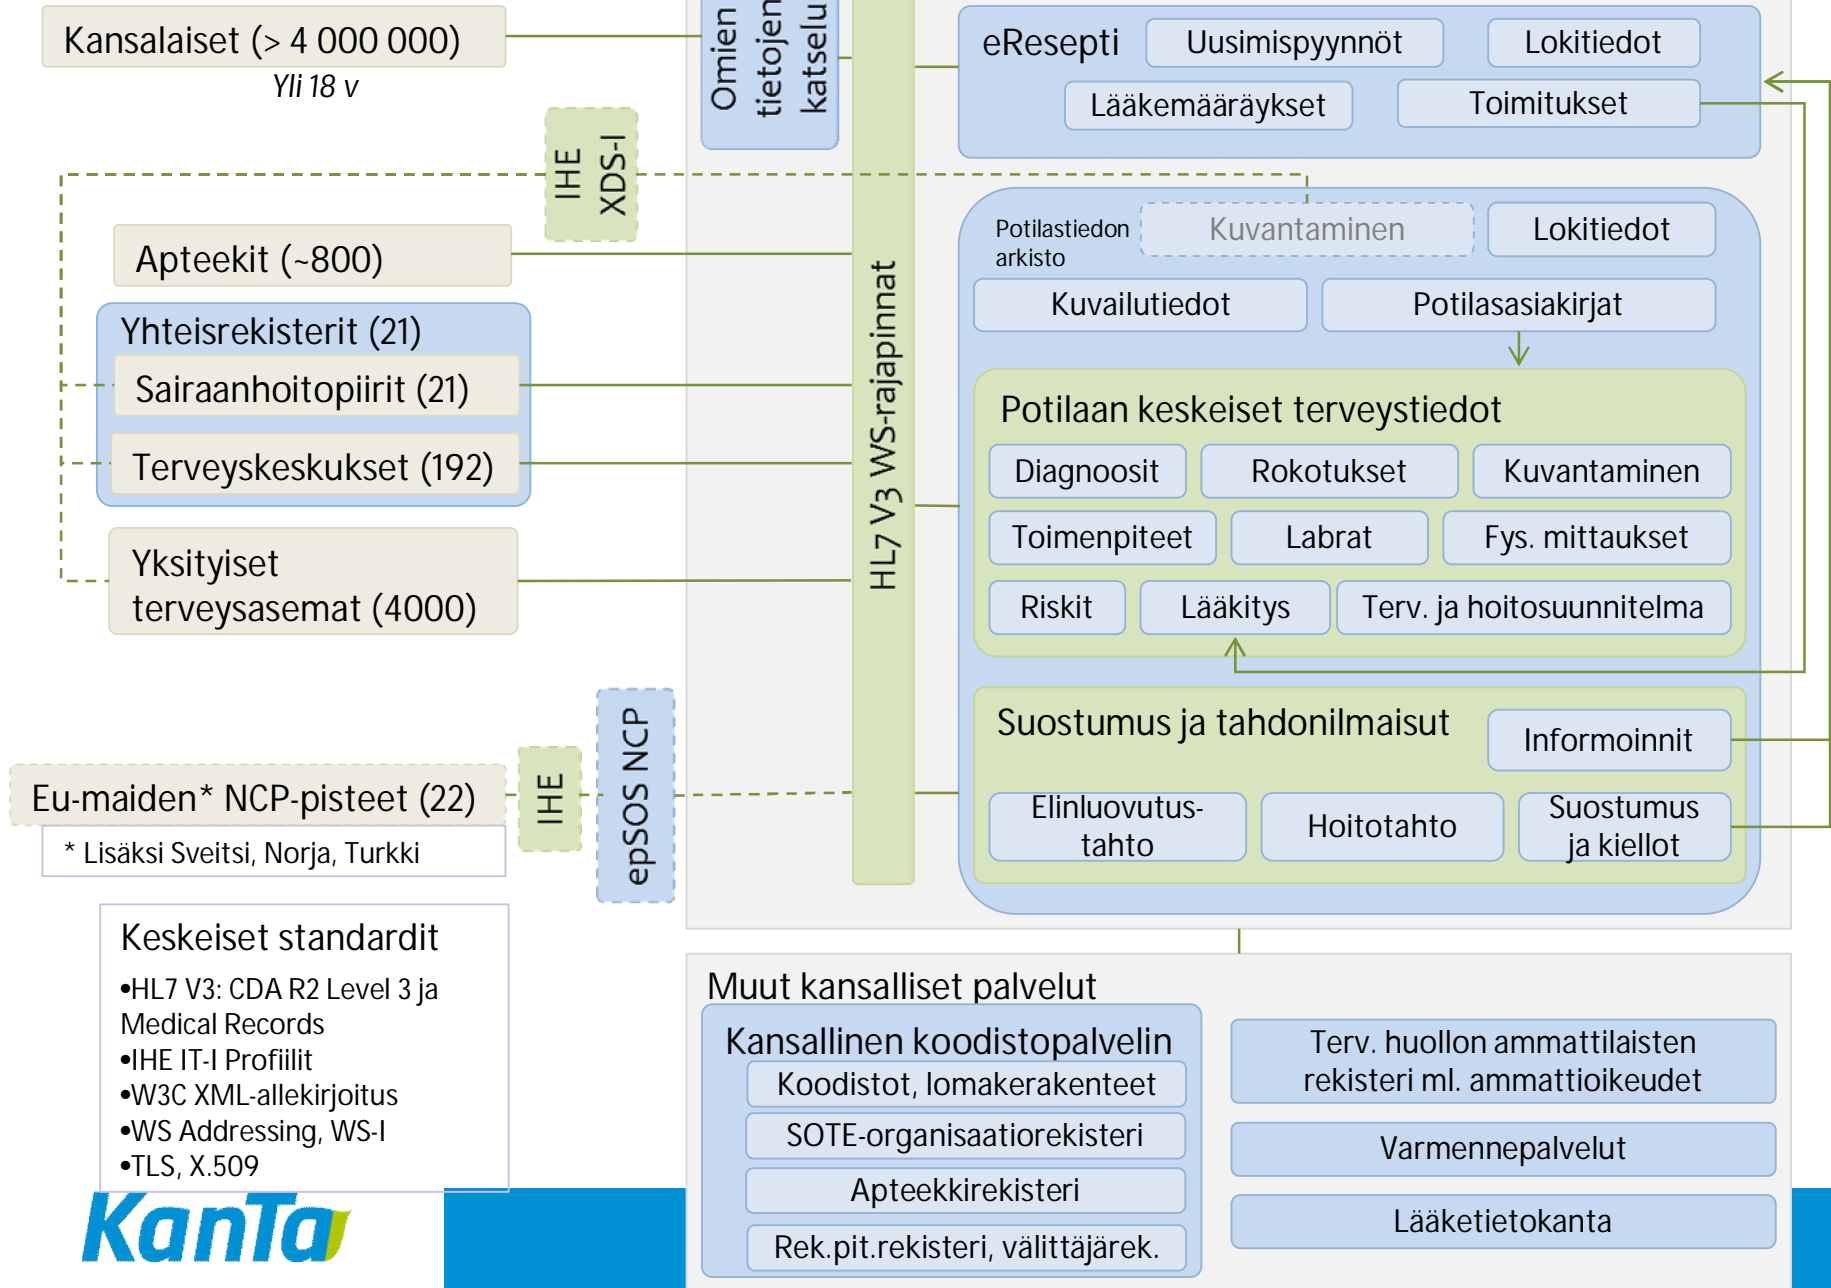 Kansalaiset (> 4 000 000)
Yli 18 v
Omien
tietojen
katselu
eResepti
Uusimispyynnöt
Lokitiedot
Lääkemääräykset
Toimitukset
IHE
XDS-I
HL7 V3 WS-rajapinnat
Potilastiedon
arkisto
Kuvantaminen
Lokitiedot
Kuvailutiedot
Potilasasiakirjat
Apteekit (~800)
Yhteisrekisterit (21)
Sairaanhoitopiirit (21)
Terveyskeskukset (192)
Yksityiset
terveysasemat (4000)
Potilaan keskeiset terveystiedot
Diagnoosit
Rokotukset
Kuvantaminen
Toimenpiteet
Labrat
Fys. mittaukset
Riskit
Lääkitys
Terv. ja hoitosuunnitelma
Suostumus ja tahdonilmaisut
Informoinnit
Elinluovutus-
tahto
Hoitotahto
Suostumus
ja kiellot
Eu-maiden* NCP-pisteet (22)
* Lisäksi Sveitsi, Norja, Turkki
IHE
epSOS NCP
Keskeiset standardit
•HL7 V3: CDA R2 Level 3 ja
Medical Records
•IHE IT-I Profiilit
•W3C XML-allekirjoitus
•WS Addressing, WS-I
•TLS, X.509
Muut kansalliset palvelut
Kansallinen koodistopalvelin
Koodistot, lomakerakenteet
SOTE-organisaatiorekisteri
Apteekkirekisteri
Rek.pit.rekisteri, välittäjärek.
Terv. huollon ammattilaisten
rekisteri ml. ammattioikeudet
Varmennepalvelut
Lääketietokanta
KanTa